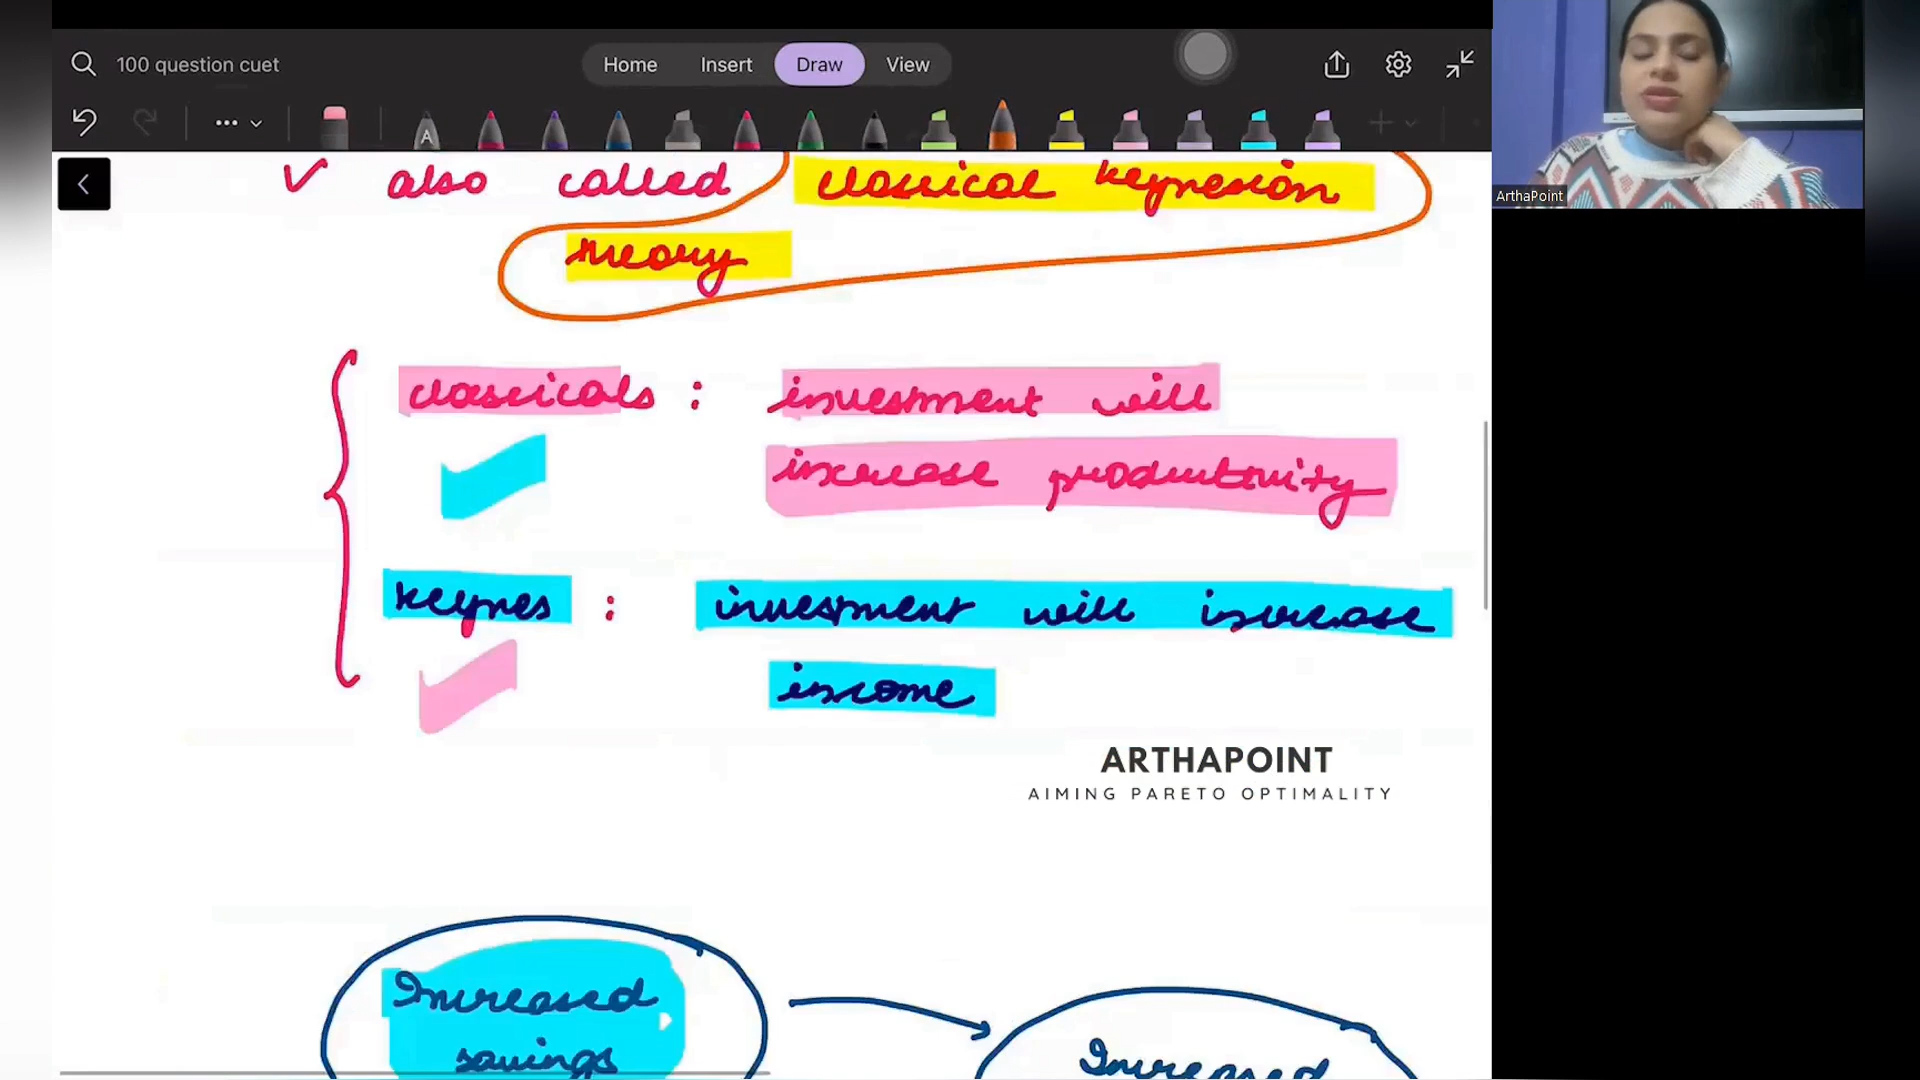 100 question cuet
Home Insert Draw View
A
ArthaPoint
✓ also called classical keynesian
theory
classicals : investment will
increase productivity
keynes : investment will increase
income
ARTHAPOINT
AIMING PARETO OPTIMALITY
Increased
savings
Increased